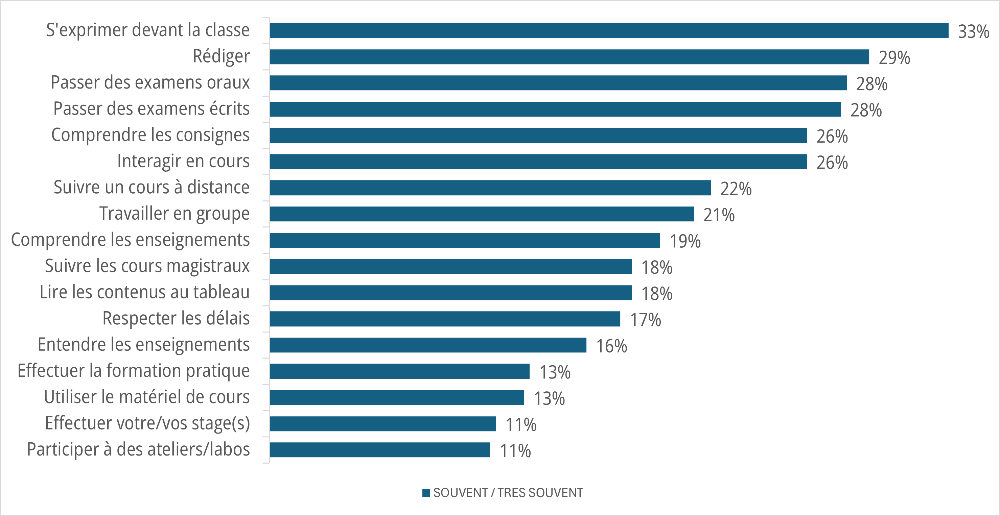 S'exprimer devant la classe 33%
Rédiger 29%
Passer des examens oraux 28%
Passer des examens écrits 28%
Comprendre les consignes 26%
Interagir en cours 26%
Suivre un cours à distance 22%
Travailler en groupe 21%
Comprendre les enseignements 19%
Suivre les cours magistraux 18%
Lire les contenus au tableau 18%
Respecter les délais 17%
Entendre les enseignements 16%
Effectuer la formation pratique 13%
Utiliser le matériel de cours 13%
Effectuer votre/vos stage(s) 11%
Participer à des ateliers/labos 11%
SOUVENT / TRES SOUVENT